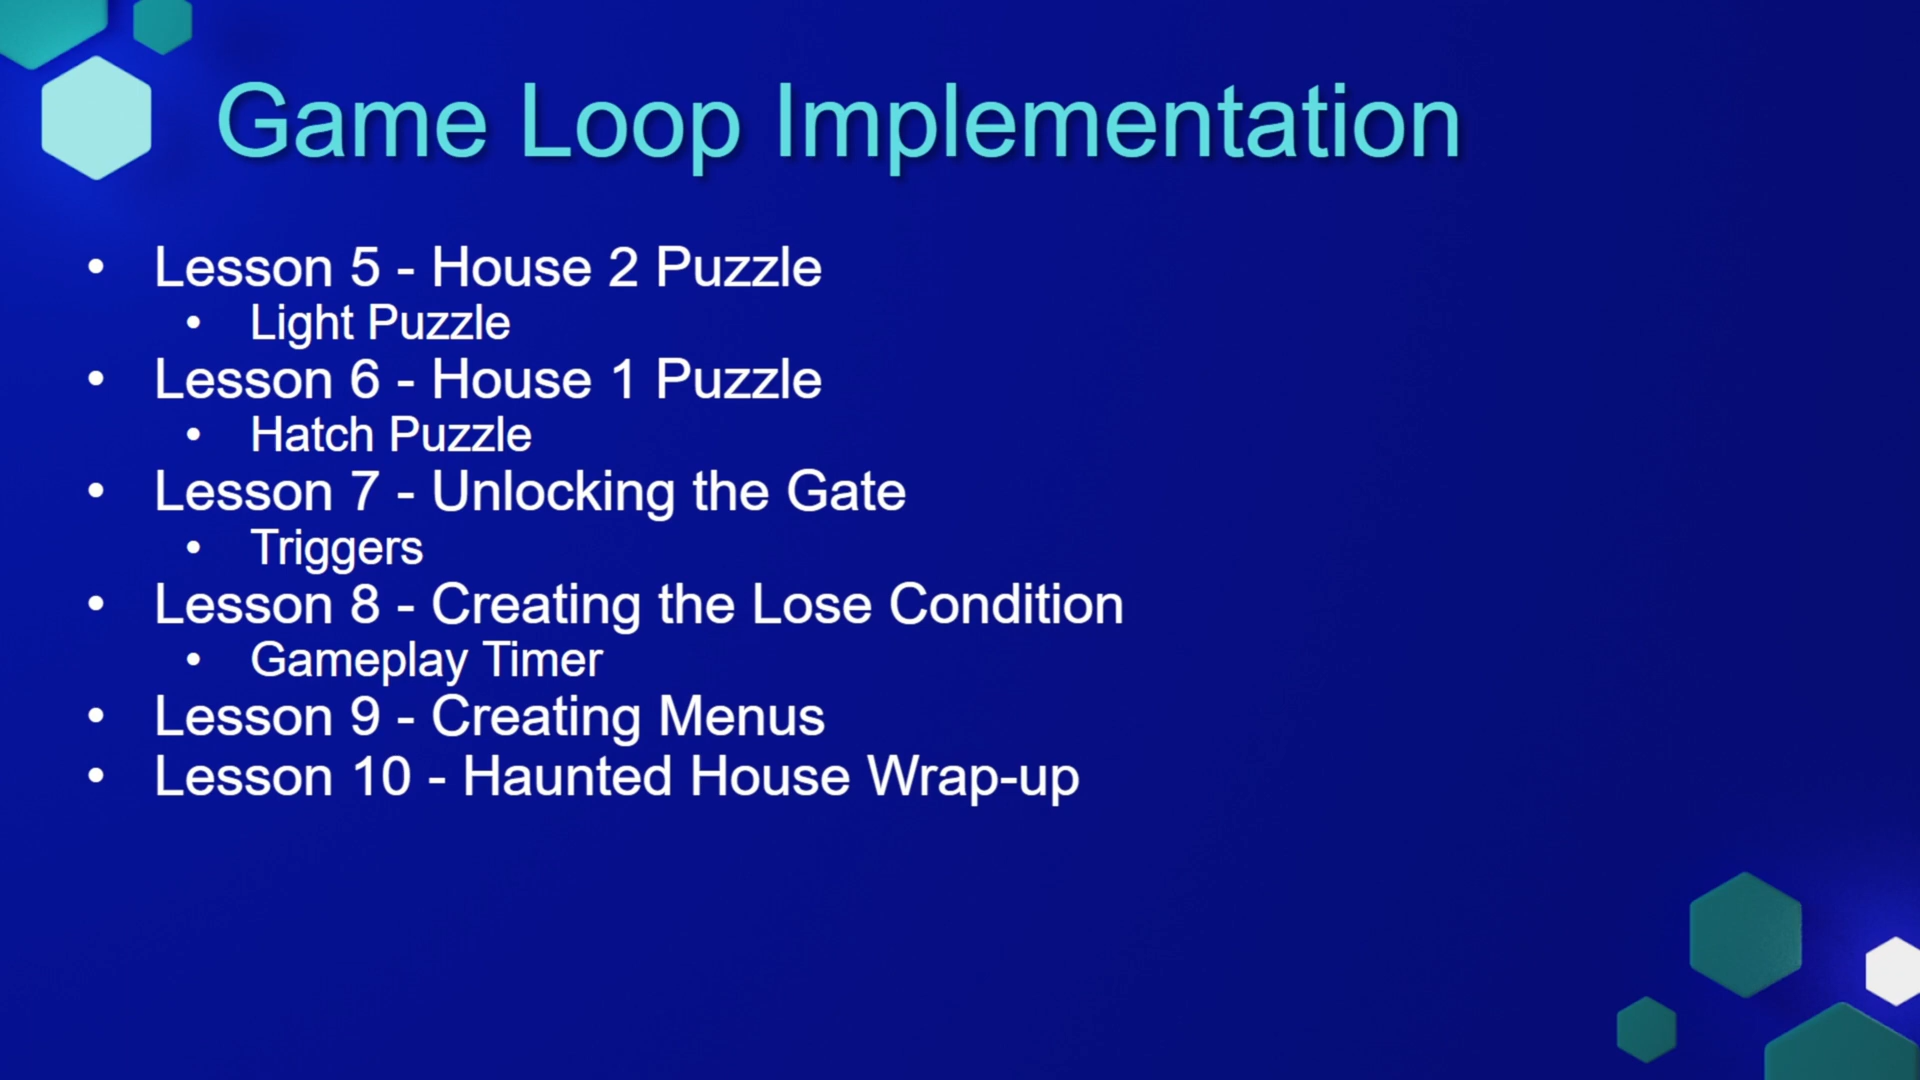 Game Loop Implementation
• Lesson 5 - House 2 Puzzle
• Light Puzzle
• Lesson 6 - House 1 Puzzle
• Hatch Puzzle
• Lesson 7 - Unlocking the Gate
• Triggers
• Lesson 8 - Creating the Lose Condition
• Gameplay Timer
• Lesson 9 - Creating Menus
• Lesson 10 - Haunted House Wrap-up